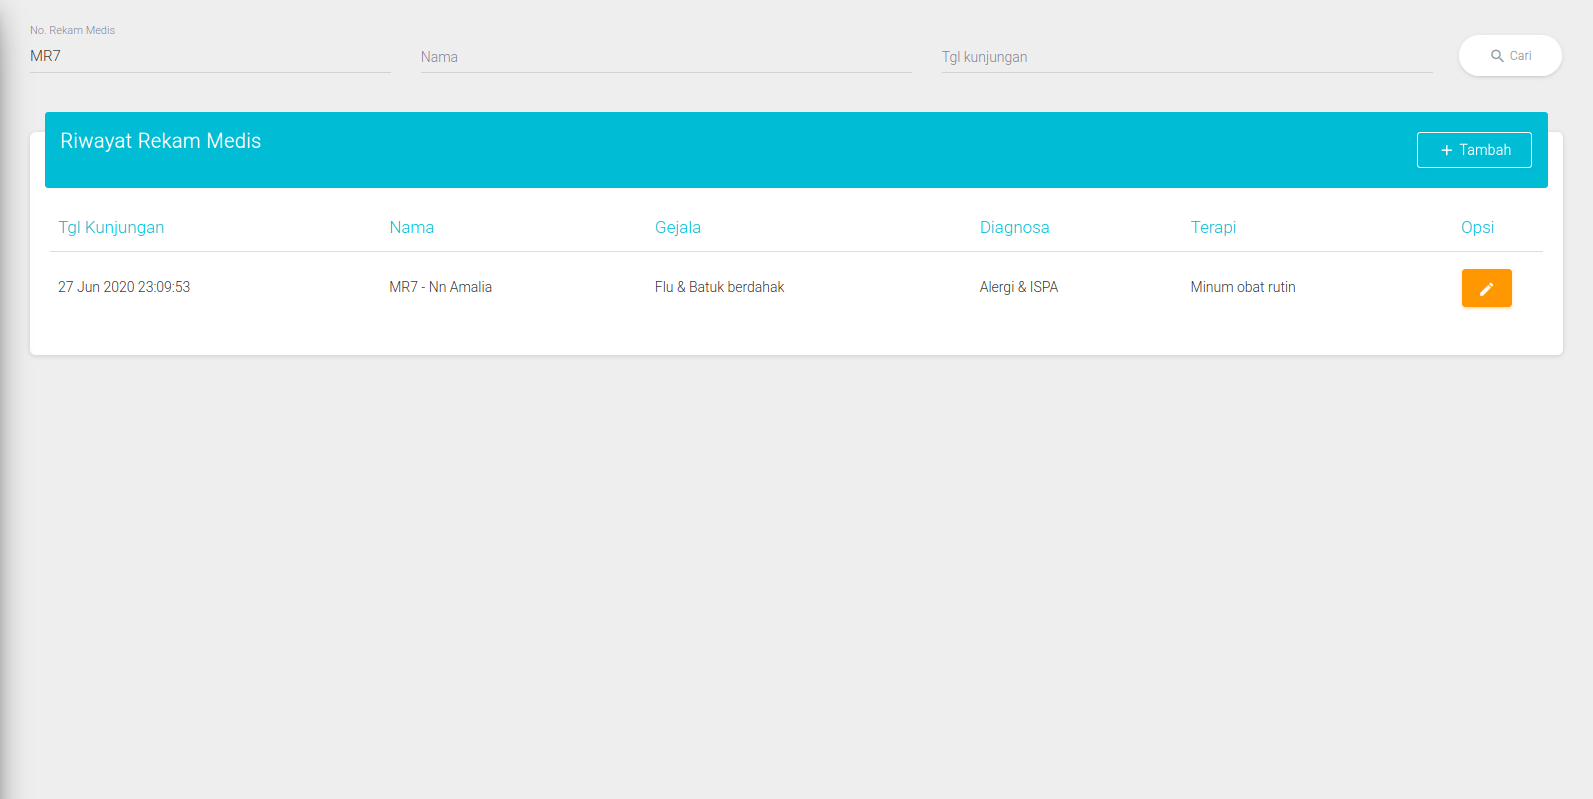 No. Rekam Medis
MR7
Nama
Tgl kunjungan
Cari
Riwayat Rekam Medis
Tambah
Tgl Kunjungan Nama Gejala Diagnosa Terapi Opsi
27 Jun 2020 23:09:53 MR7 - Nn Amalia Flu & Batuk berdahak Alergi & ISPA Minum obat rutin